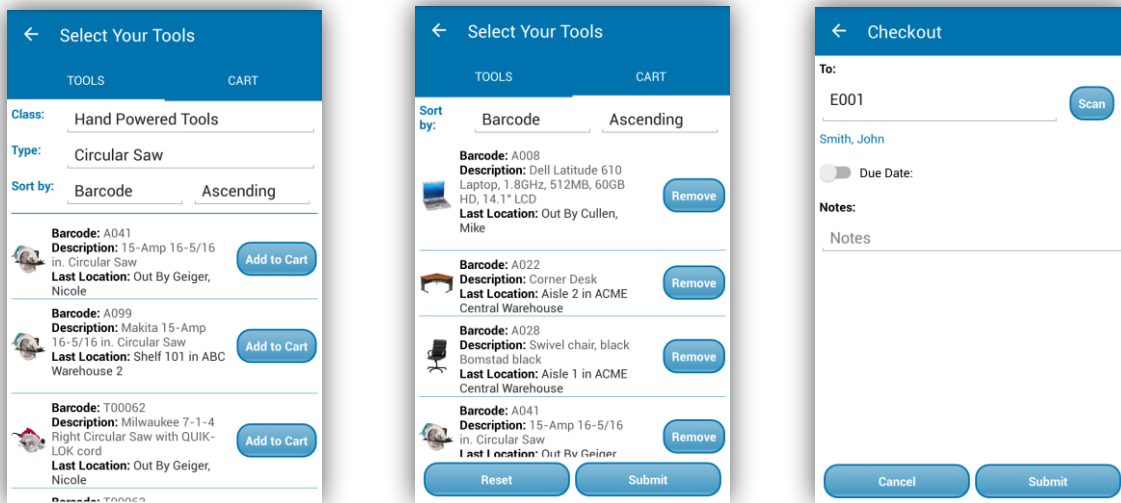 Select Your Tools
TOOLS CART
Class: Hand Powered Tools
Type: Circular Saw
Sort by: Barcode Ascending
Barcode: A041
Description: 15-Amp 16-5/16
in. Circular Saw
Last Location: Out By Geiger,
Nicole
Add to Cart
Barcode: A099
Description: Makita 15-Amp
16-5/16 in. Circular Saw
Last Location: Shelf 101 in ABC
Warehouse 2
Add to Cart
Barcode: T00062
Description: Milwaukee 7-1-4
Right Circular Saw with QUIK-
LOK cord
Last Location: Out By Geiger,
Nicole
Add to Cart
Barcode: T00063
Select Your Tools
TOOLS CART
Sort
by: Barcode Ascending
Barcode: A008
Description: Dell Latitude 610
Laptop, 1.8GHz, 512MB, 60GB
HD, 14.1" LCD
Last Location: Out By Cullen,
Mike
Remove
Barcode: A022
Description: Corner Desk
Last Location: Aisle 2 in ACME
Central Warehouse
Remove
Barcode: A028
Description: Swivel chair, black
Bomstad black
Last Location: Aisle 1 in ACME
Central Warehouse
Remove
Barcode: A041
Description: 15-Amp 16-5/16
in. Circular Saw
Last Location: Out By Geiger
Remove
Reset Submit
Checkout
To:
E001
Scan
Smith, John
Due Date:
Notes:
Notes
Cancel Submit